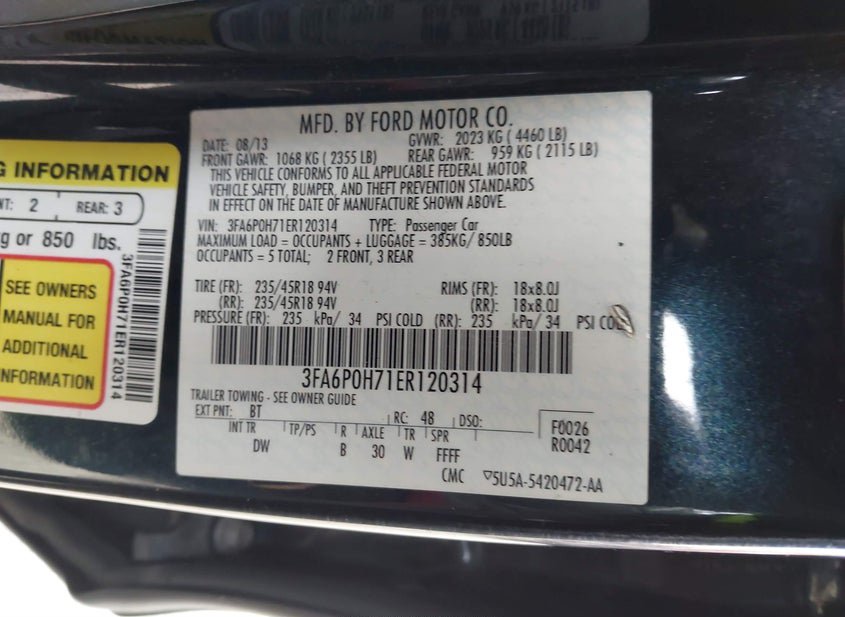 MFD. BY FORD MOTOR CO.
DATE: 08/13 GVWR: 2023 KG ( 4460 LB)
FRONT GAWR: 1068 KG ( 2355 LB) REAR GAWR: 959 KG ( 2115 LB)
THIS VEHICLE CONFORMS TO ALL APPLICABLE FEDERAL MOTOR
VEHICLE SAFETY, BUMPER, AND THEFT PREVENTION STANDARDS
IN EFFECT ON THE DATE OF MANUFACTURE SHOWN ABOVE.
VIN: 3FA6P0H71ER120314 TYPE: Passenger Car
MAXIMUM LOAD = OCCUPANTS + LUGGAGE = 385KG/ 850LB
OCCUPANTS = 5 TOTAL; 2 FRONT, 3 REAR
TIRE (FR): 235/45R18 94V RIMS (FR): 18x8.0J
(RR): 235/45R18 94V (RR): 18x8.0J
PRESSURE (FR): 235 kPa/ 34 PSI COLD (RR): 235 kPa/ 34 PSI
3FA6P0H71ER120314
TRAILER TOWING - SEE OWNER GUIDE
EXT PNT: BT RC: 48 DSO:
INT TR TP/PS R AXLE TR SPR
DW B 30 W FFFF
F0026
R0042
CMC ▽5U5A-5420472-AA
INFORMATION
2 REAR: 3
or 850 lbs.
SEE OWNERS
MANUAL FOR
ADDITIONAL
INFORMATION
3FA6P0H71ER120314